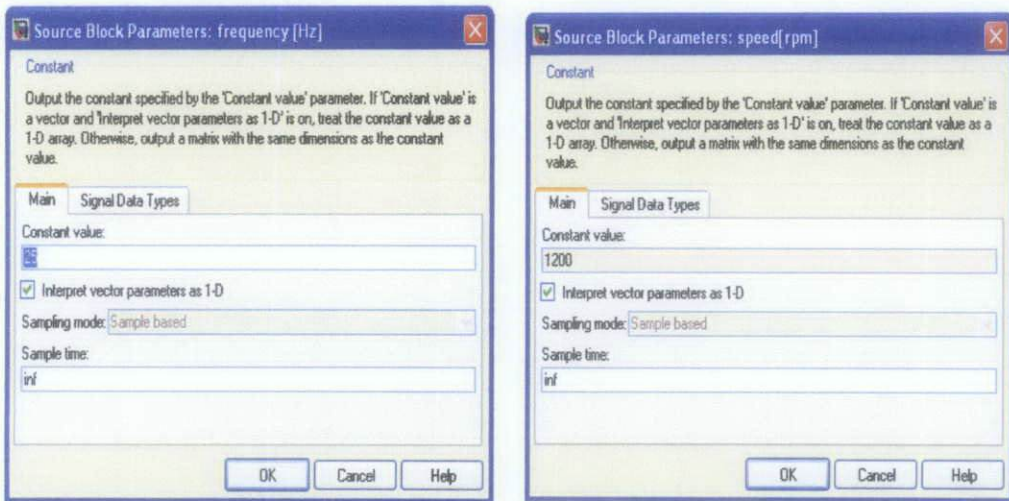 Source Block Parameters: frequency [Hz]
Constant
Output the constant specified by the 'Constant value' parameter. If 'Constant value' is
a vector and 'Interpret vector parameters as 1-D' is on, treat the constant value as a
1-D array. Otherwise, output a matrix with the same dimensions as the constant
value.
Main Signal Data Types
Constant value:
Interpret vector parameters as 1-D
Sampling mode: Sample based
Sample time:
inf
OK Cancel Help
Source Block Parameters: speed[rpm]
Constant
Output the constant specified by the 'Constant value' parameter. If 'Constant value' is
a vector and 'Interpret vector parameters as 1-D' is on, treat the constant value as a
1-D array. Otherwise, output a matrix with the same dimensions as the constant
value.
Main Signal Data Types
Constant value:
1200
Interpret vector parameters as 1-D
Sampling mode: Sample based
Sample time:
inf
OK Cancel Help